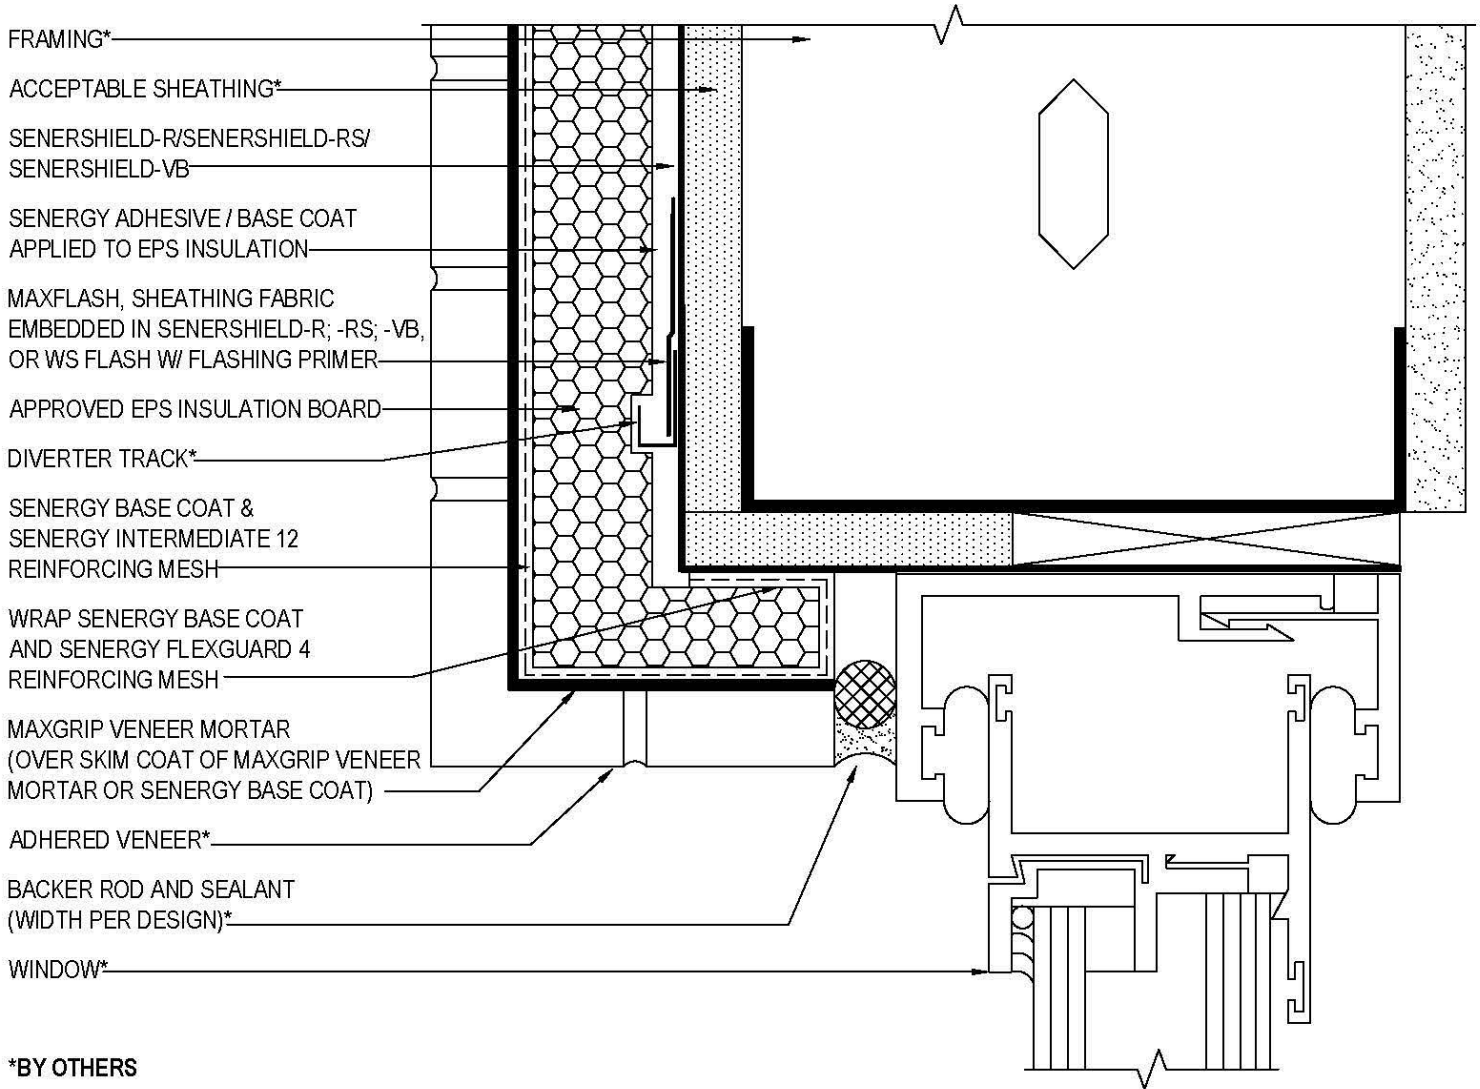 FRAMING*
ACCEPTABLE SHEATHING*
SENERSHIELD-R/SENERSHIELD-RS/
SENERSHIELD-VB
SENERGY ADHESIVE / BASE COAT
APPLIED TO EPS INSULATION
MAXFLASH, SHEATHING FABRIC
EMBEDDED IN SENERSHIELD-R; -RS; -VB,
OR WS FLASH W/ FLASHING PRIMER
APPROVED EPS INSULATION BOARD
DIVERTER TRACK*
SENERGY BASE COAT &
SENERGY INTERMEDIATE 12
REINFORCING MESH
WRAP SENERGY BASE COAT
AND SENERGY FLEXGUARD 4
REINFORCING MESH
MAXGRIP VENEER MORTAR
(OVER SKIM COAT OF MAXGRIP VENEER
MORTAR OR SENERGY BASE COAT)
ADHERED VENEER*
BACKER ROD AND SEALANT
(WIDTH PER DESIGN)*
WINDOW*
*BY OTHERS